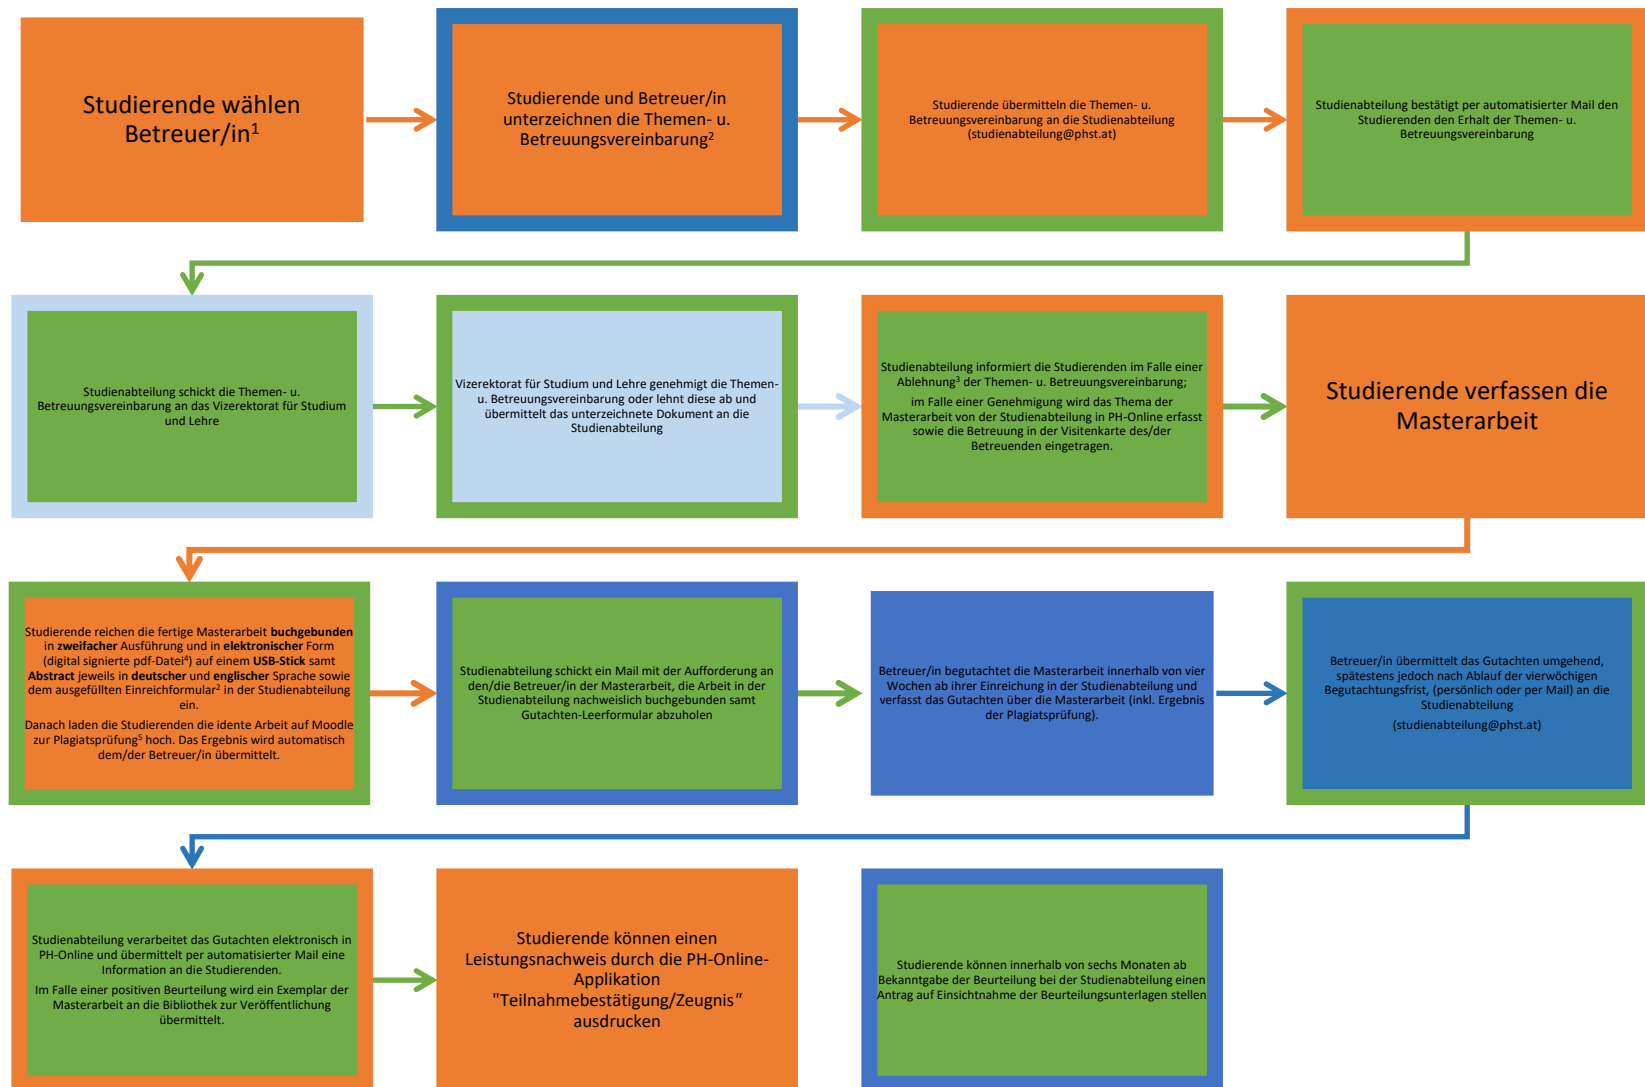 Studierende wählen
Betreuer/in¹
Studierende und Betreuer/in
unterzeichnen die Themen- u.
Betreuungsvereinbarung²
Studierende übermitteln die Themen- u.
Betreuungsvereinbarung an die Studienabteilung
(studienabteilung@phst.at)
Studienabteilung bestätigt per automatisierter Mail den
Studierenden den Erhalt der Themen- u.
Betreuungsvereinbarung
Studienabteilung schickt die Themen- u.
Betreuungsvereinbarung an das Vizerektorat für Studium
und Lehre
Vizerektorat für Studium und Lehre genehmigt die Themen-
u. Betreuungsvereinbarung oder lehnt diese ab und
übermittelt das unterzeichnete Dokument an die
Studienabteilung
Studienabteilung informiert die Studierenden im Falle einer
Ablehnung³ der Themen- u. Betreuungsvereinbarung;
im Falle einer Genehmigung wird das Thema der
Masterarbeit von der Studienabteilung in PH-Online erfasst
sowie die Betreuung in der Visitenkarte des/der
Betreuenden eingetragen.
Studierende verfassen die
Masterarbeit
Studierende reichen die fertige Masterarbeit buchgebunden
in zweifacher Ausführung und in elektronischer Form
(digital signierte pdf-Datei⁴) auf einem USB-Stick samt
Abstract jeweils in deutscher und englischer Sprache sowie
dem ausgefüllten Einreichformular² in der Studienabteilung
ein.
Danach laden die Studierenden die idente Arbeit auf Moodle
zur Plagiatsprüfung⁵ hoch. Das Ergebnis wird automatisch
dem/der Betreuer/in übermittelt.
Studienabteilung schickt ein Mail mit der Aufforderung an
den/die Betreuer/in der Masterarbeit, die Arbeit in der
Studienabteilung nachweislich buchgebunden samt
Gutachten-Leerformular abzuholen
Betreuer/in begutachtet die Masterarbeit innerhalb von vier
Wochen ab ihrer Einreichung in der Studienabteilung und
verfasst das Gutachten über die Masterarbeit (inkl. Ergebnis
der Plagiatsprüfung).
Betreuer/in übermittelt das Gutachten umgehend,
spätestens jedoch nach Ablauf der vierwöchigen
Begutachtungsfrist, (persönlich oder per Mail) an die
Studienabteilung
(studienabteilung@phst.at)
Studienabteilung verarbeitet das Gutachten elektronisch in
PH-Online und übermittelt per automatisierter Mail eine
Information an die Studierenden.
Im Falle einer positiven Beurteilung wird ein Exemplar der
Masterarbeit an die Bibliothek zur Veröffentlichung
übermittelt.
Studierende können einen
Leistungsnachweis durch die PH-Online-
Applikation
"Teilnahmebestätigung/Zeugnis"
ausdrucken
Studierende können innerhalb von sechs Monaten ab
Bekanntgabe der Beurteilung bei der Studienabteilung einen
Antrag auf Einsichtnahme der Beurteilungsunterlagen stellen